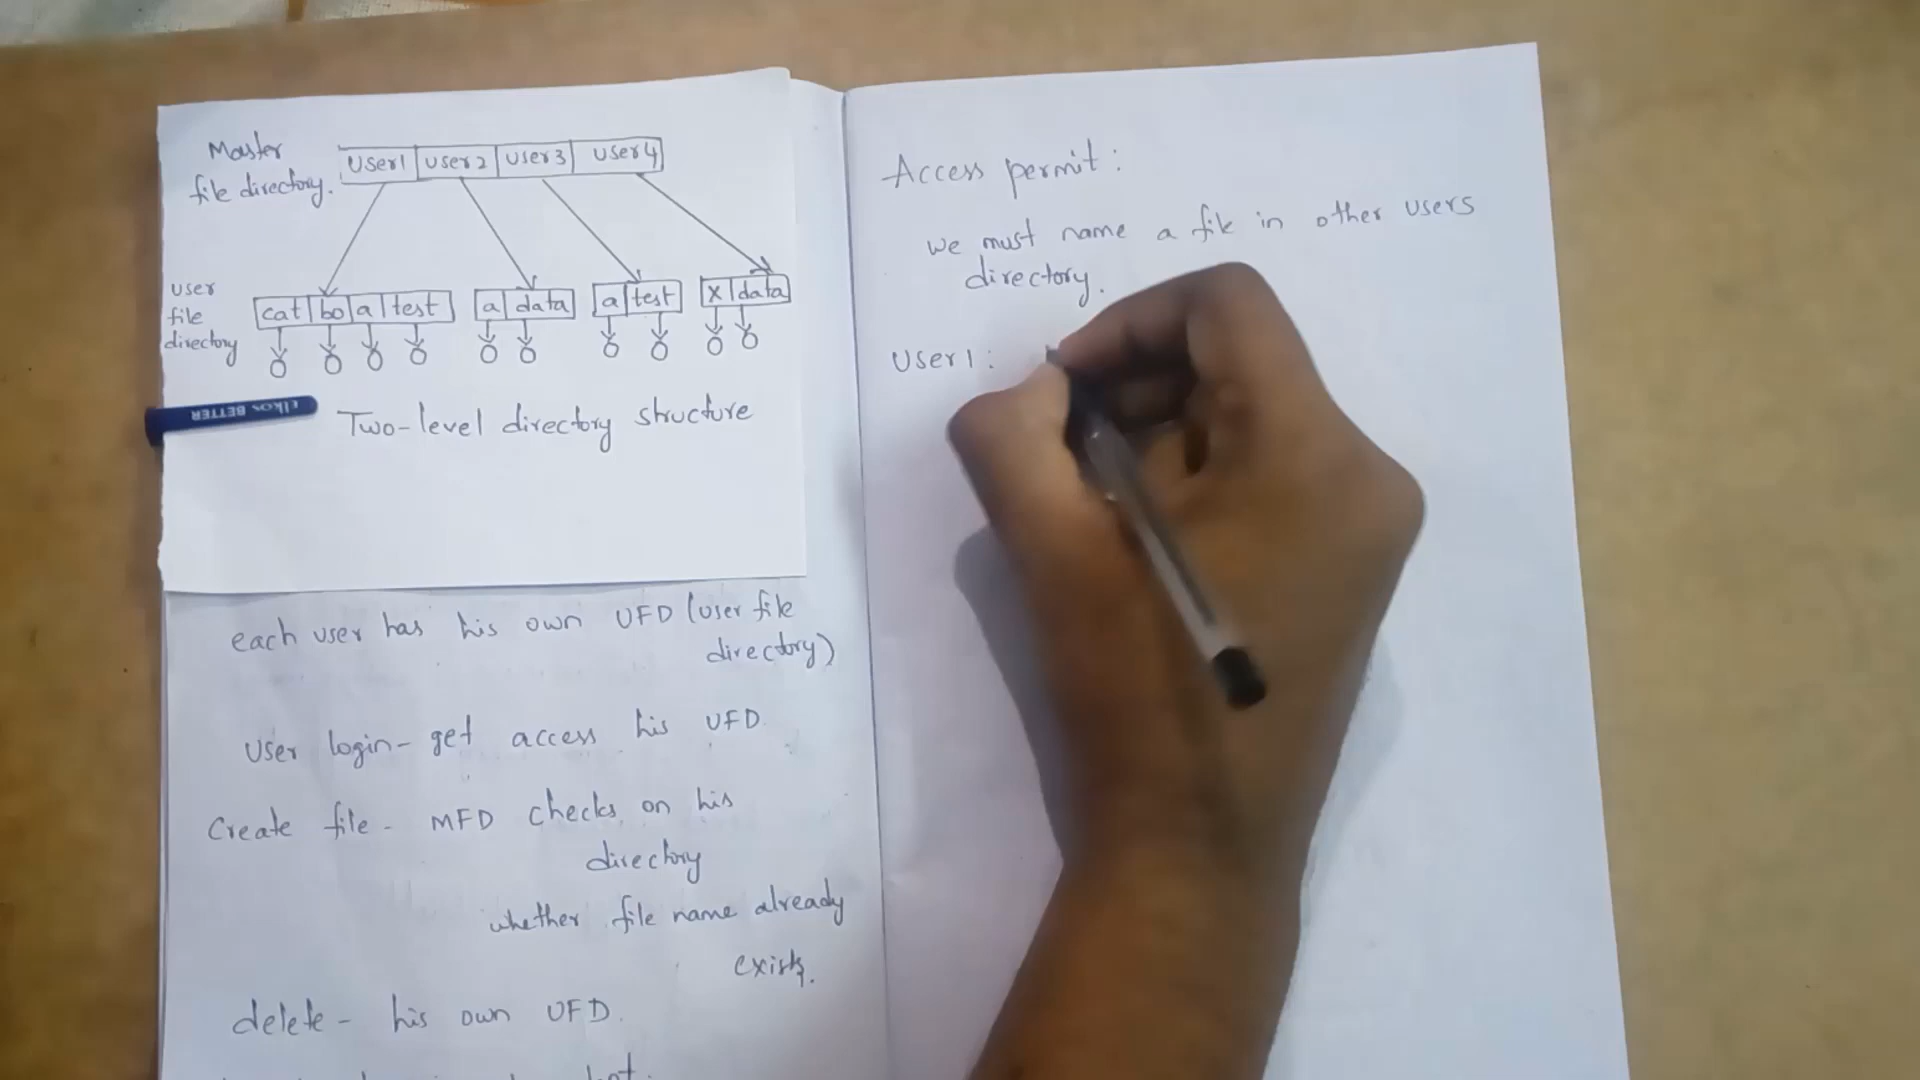 Master
file directory.
User1 user2 user3 user4
user
file
directory
cat bo a test a data a test x data
elkos BETTER
Two-level directory structure
each user has his own UFD (user file
directory)
User login - get access his UFD.
Create file - MFD checks on his
directory
whether file name already
exists.
delete - his own UFD.
Access permit:
we must name a file in other users
directory.
User1: